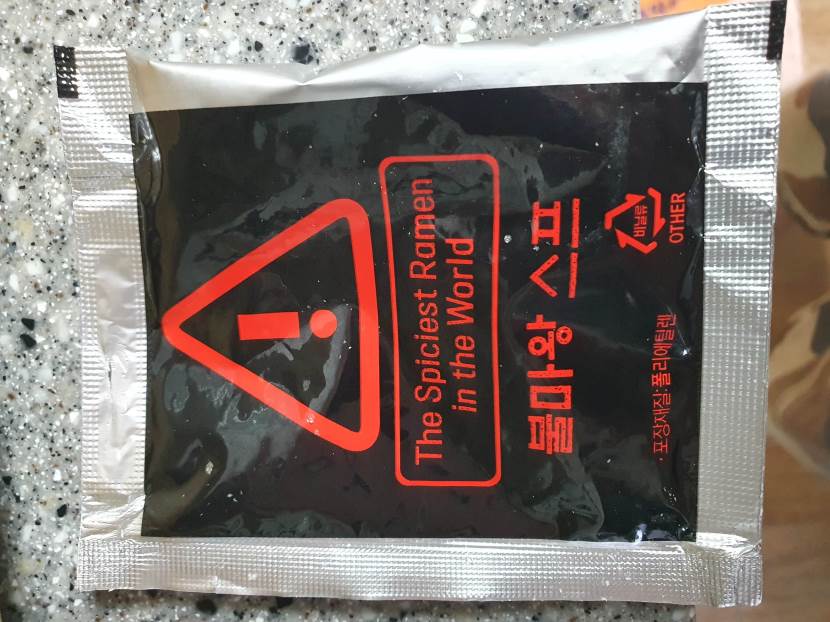 The Spiciest Ramen
in the World
불마왕 스프
·포장재질:폴리에틸렌
비닐류
OTHER